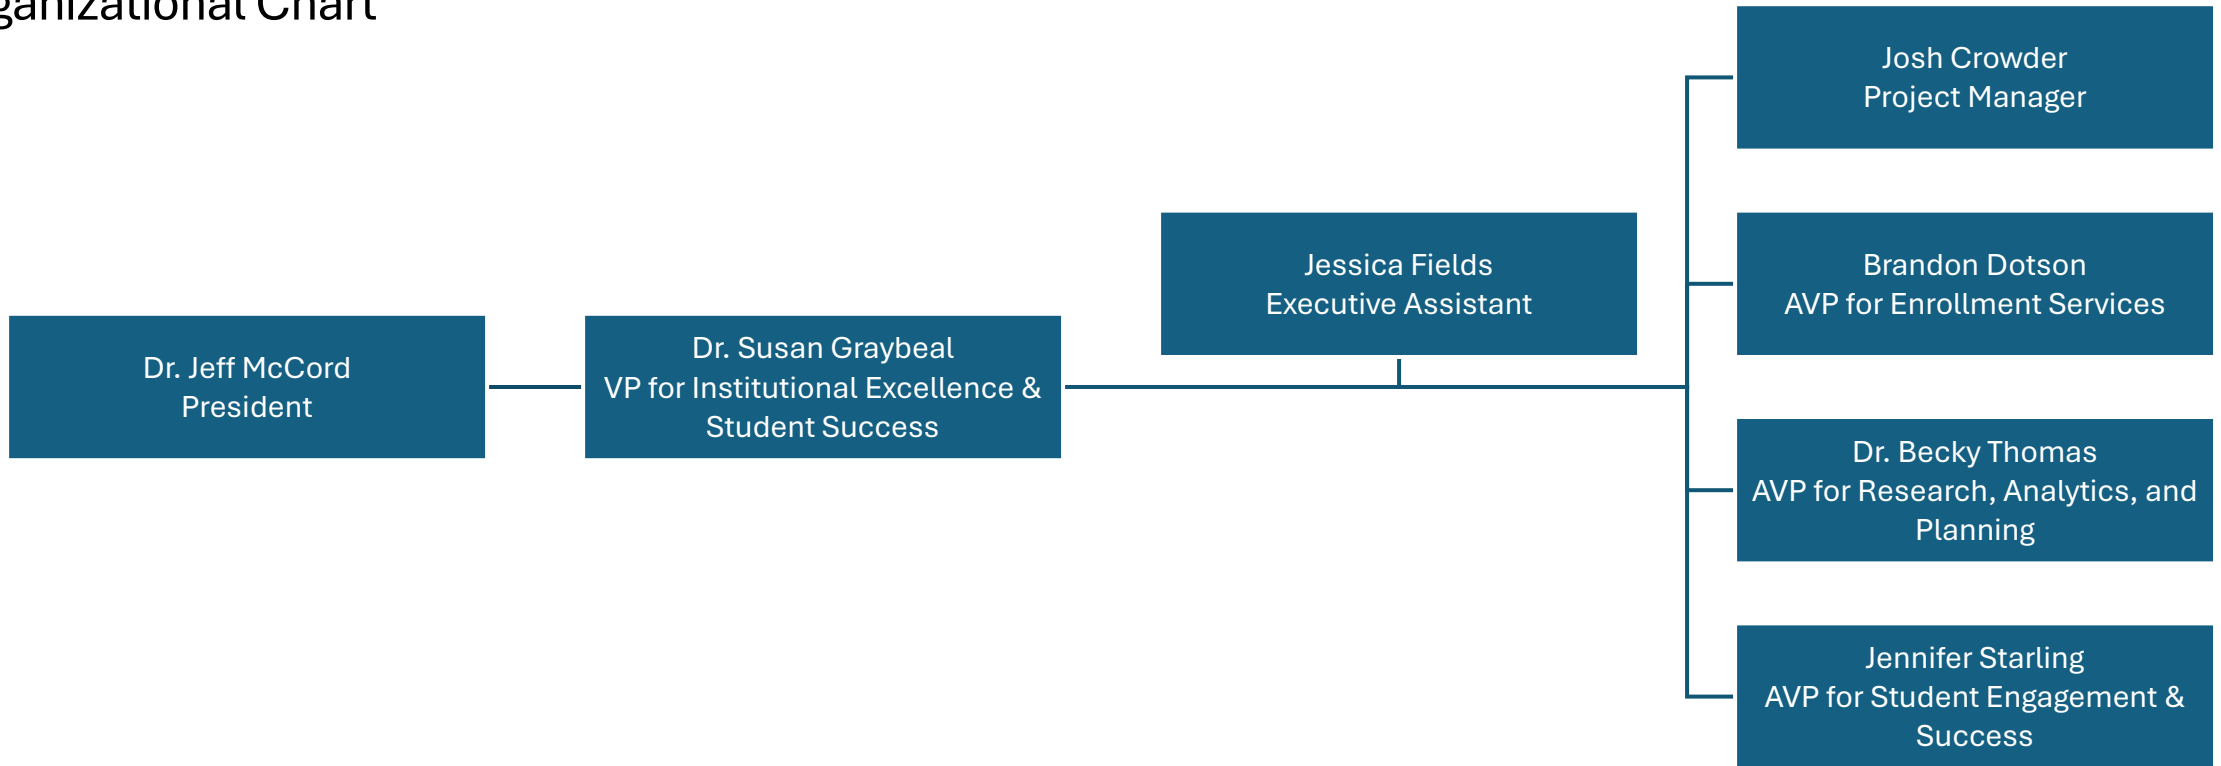 ganizational Chart
Josh Crowder
Project Manager
Jessica Fields
Executive Assistant
Brandon Dotson
AVP for Enrollment Services
Dr. Jeff McCord
President
Dr. Susan Graybeal
VP for Institutional Excellence &
Student Success
Dr. Becky Thomas
AVP for Research, Analytics, and
Planning
Jennifer Starling
AVP for Student Engagement &
Success